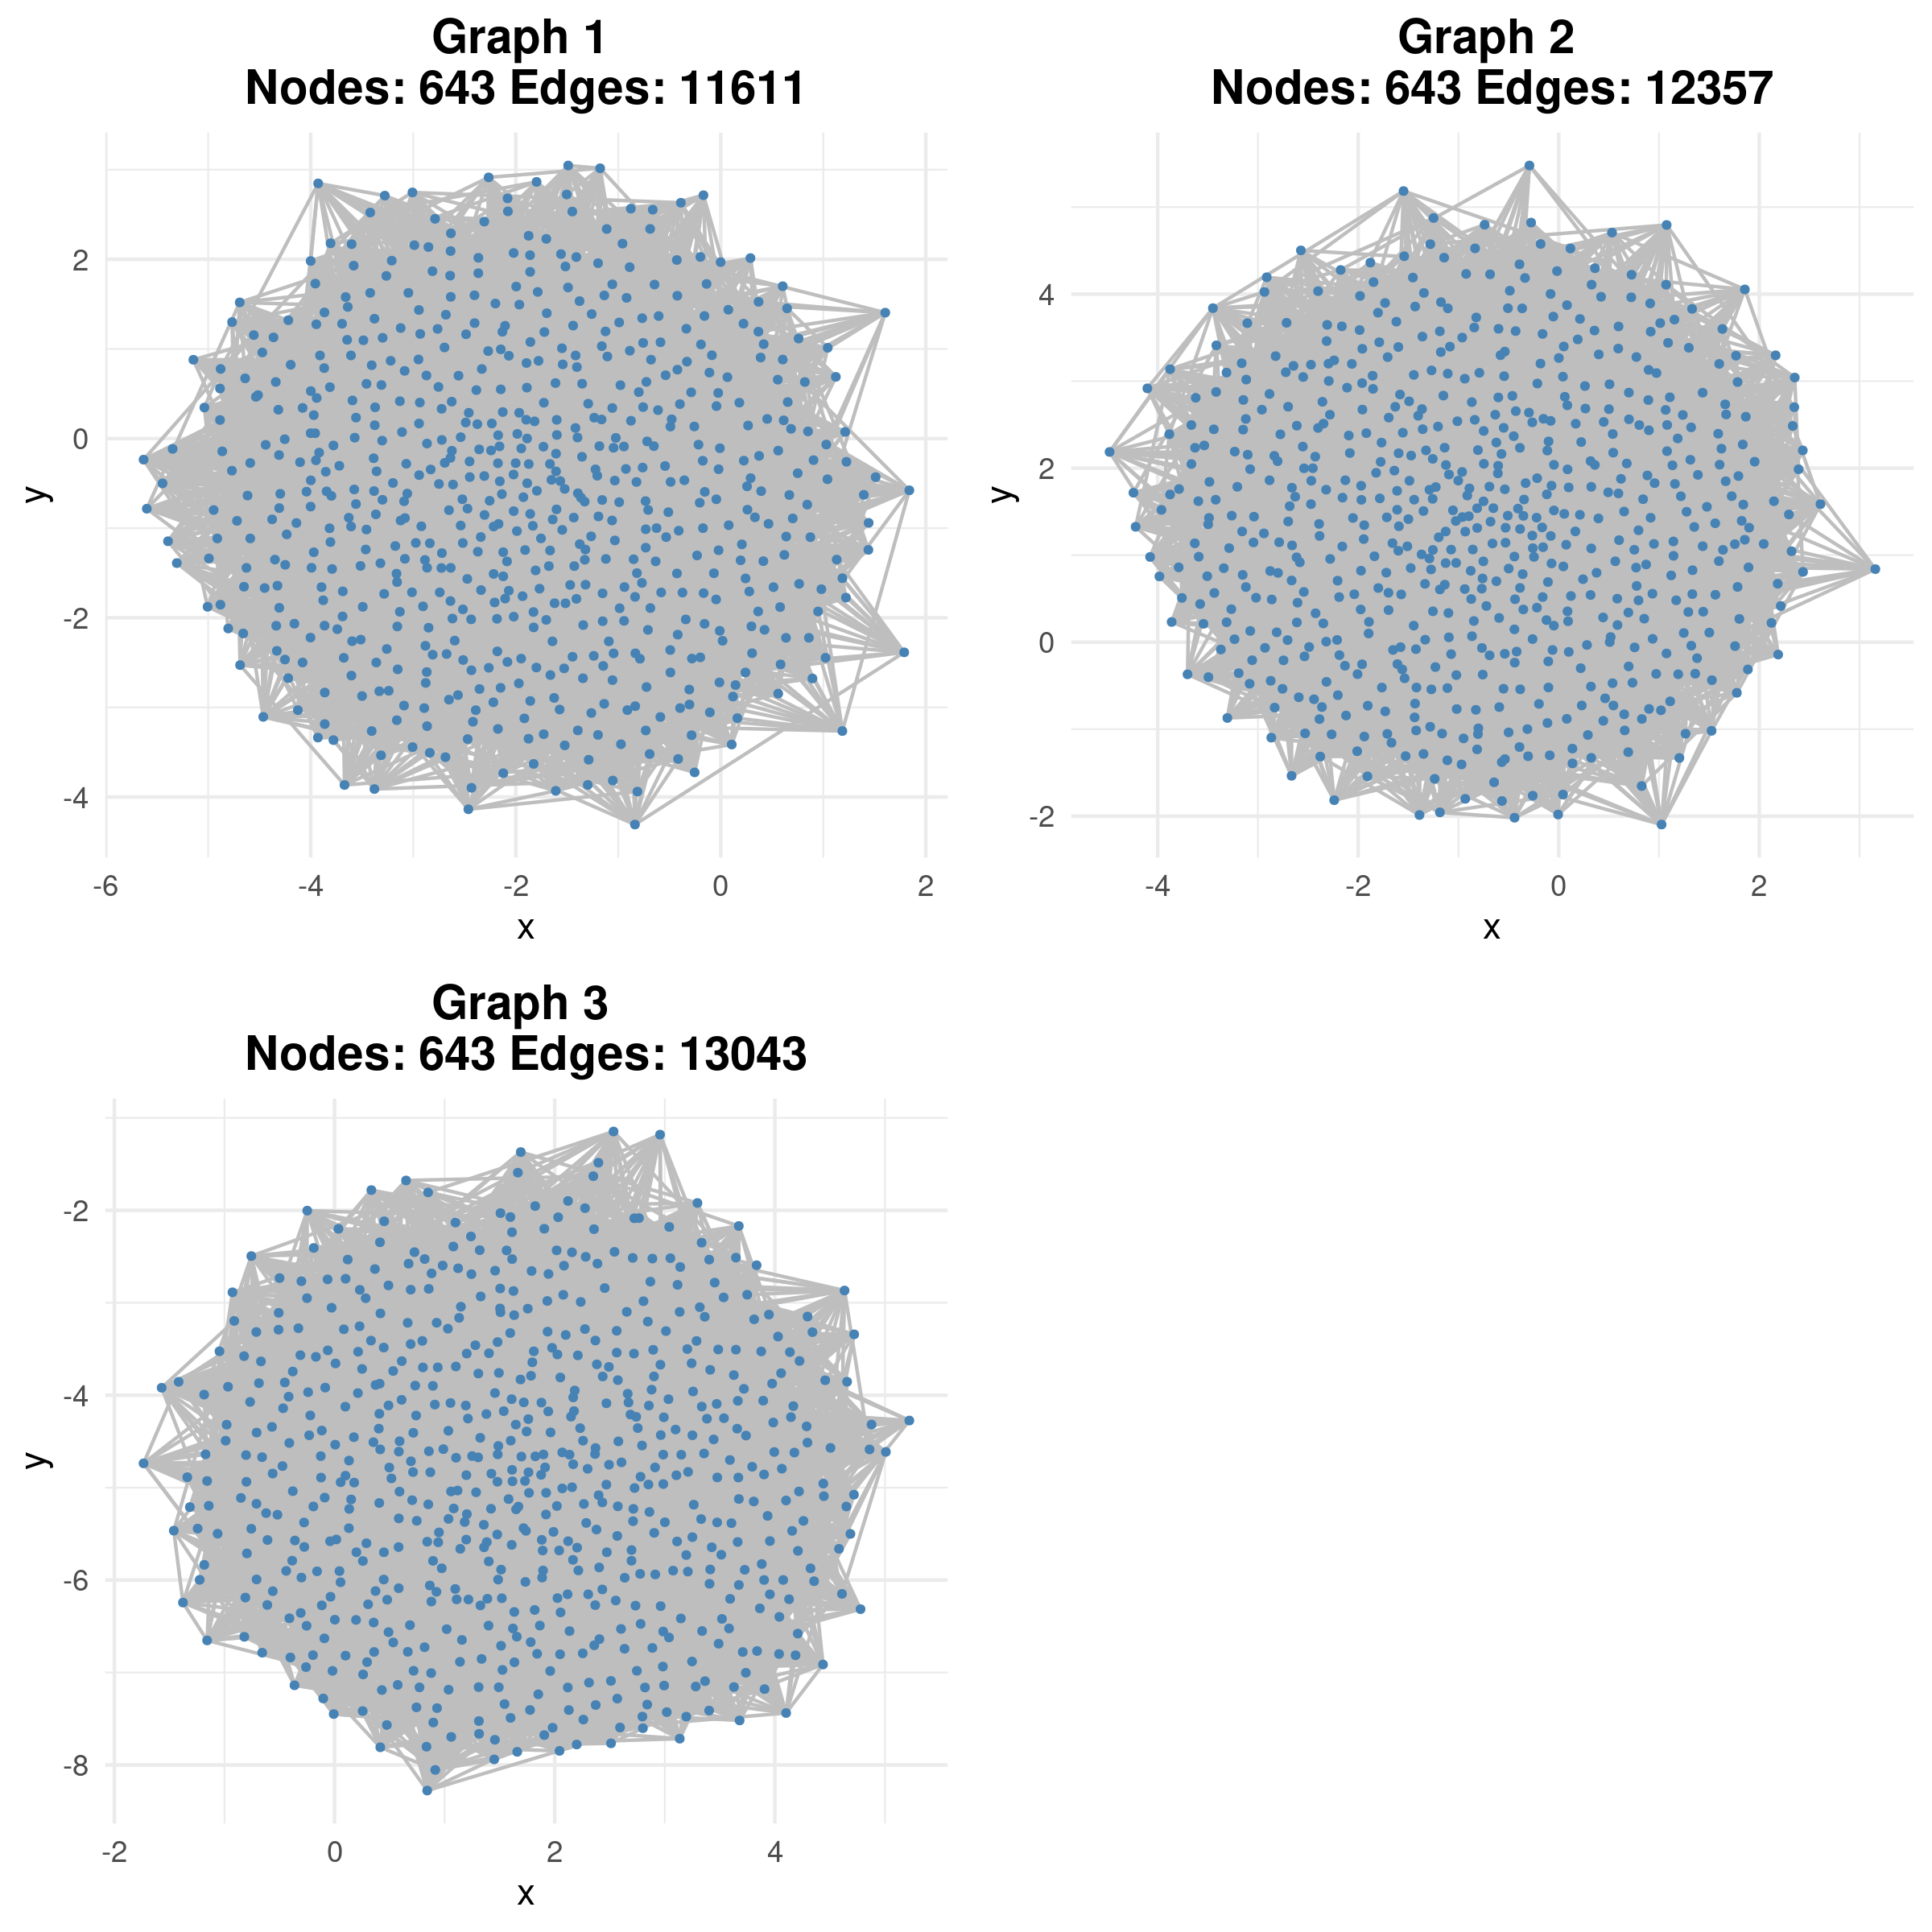 Graph 1
Nodes: 643 Edges: 11611
2
0
-2
-4
y
-6 -4 -2 0 2
x
Graph 2
Nodes: 643 Edges: 12357
4
2
0
-2
y
-4 -2 0 2
x
Graph 3
Nodes: 643 Edges: 13043
-2
-4
-6
-8
y
-2 0 2 4
x